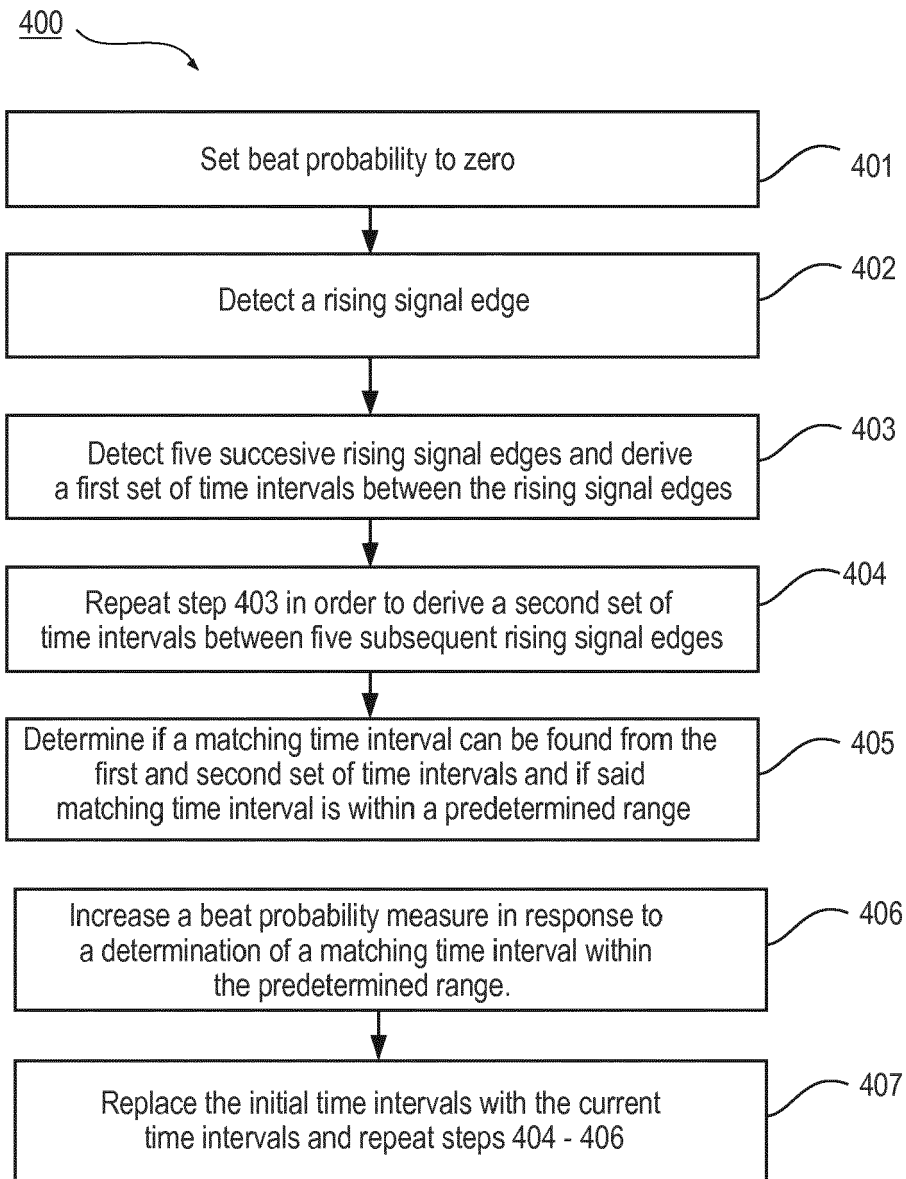 400
Set beat probability to zero
401
Detect a rising signal edge
402
Detect five succesive rising signal edges and derive
a first set of time intervals between the rising signal edges
403
Repeat step 403 in order to derive a second set of
time intervals between five subsequent rising signal edges
404
Determine if a matching time interval can be found from the
first and second set of time intervals and if said
matching time interval is within a predetermined range
405
Increase a beat probability measure in response to
a determination of a matching time interval within
the predetermined range.
406
Replace the initial time intervals with the current
time intervals and repeat steps 404 - 406
407